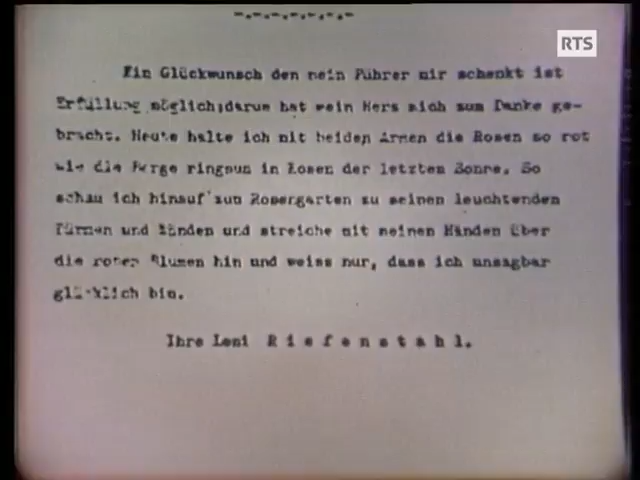 RTS
Ein Glückwunsch den mein Führer mir schenkt ist
Erfüllung möglich;darum hat mein Herz mich zum Danke ge-
bracht. Heute halte ich mit beiden Armen die Rosen so rot
wie die Berge ringsum in Rosen der letzten Sonne. So
schau ich hinauf zum Rosengarten zu seinen leuchtenden
Türmen und Wänden und streiche mit meinen Händen über
die roten Blumen hin und weiss nur, dass ich unsagbar
glücklich bin.
Ihre Leni R i e f e n s t a h l.